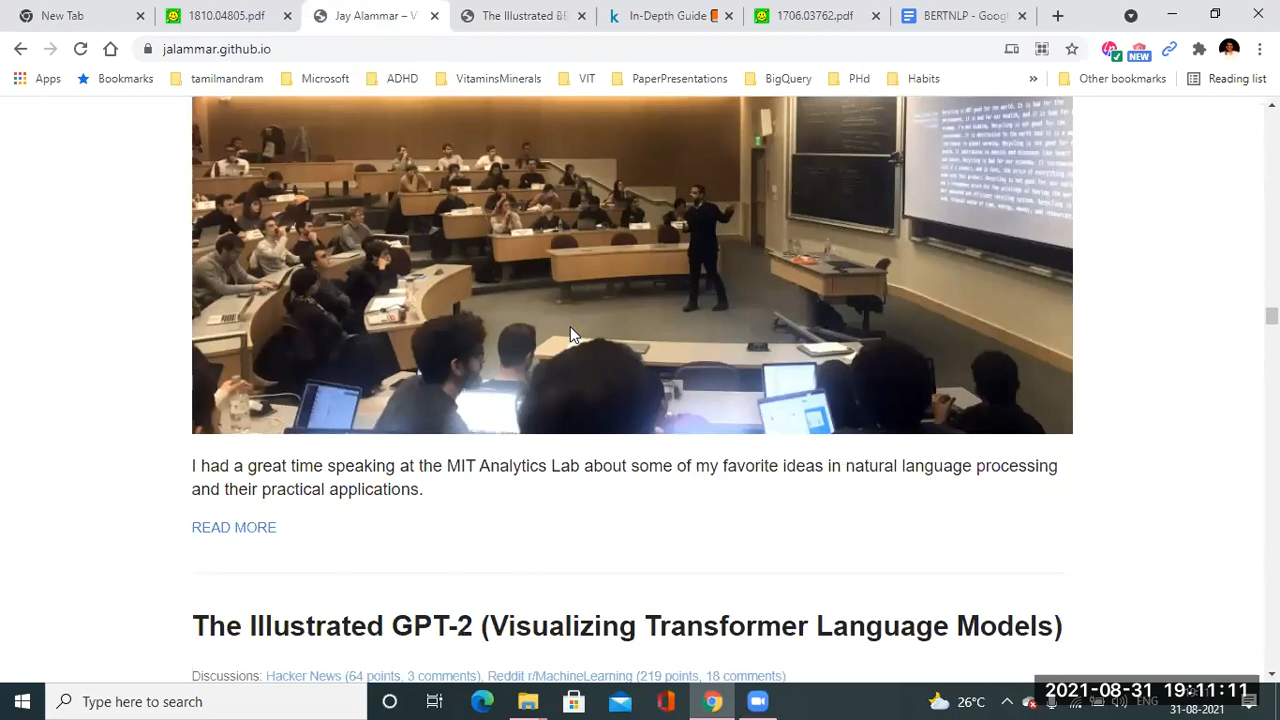 New Tab
1810.04805.pdf
Jay Alammar – V
The Illustrated BE
In-Depth Guide
1706.03762.pdf
BERTNLP - Googl
jalammar.github.io
NEW
Apps
Bookmarks
tamilmandram
Microsoft
ADHD
VitaminsMinerals
VIT
PaperPresentations
BigQuery
PHd
Habits
»
Other bookmarks
Reading list
I had a great time speaking at the MIT Analytics Lab about some of my favorite ideas in natural language processing
and their practical applications.
READ MORE
The Illustrated GPT-2 (Visualizing Transformer Language Models)
Discussions: Hacker News (64 points, 3 comments), Reddit r/MachineLearning (219 points, 18 comments)
Type here to search
26°C
ENG
2021-08-31 19:11:11
31-08-2021